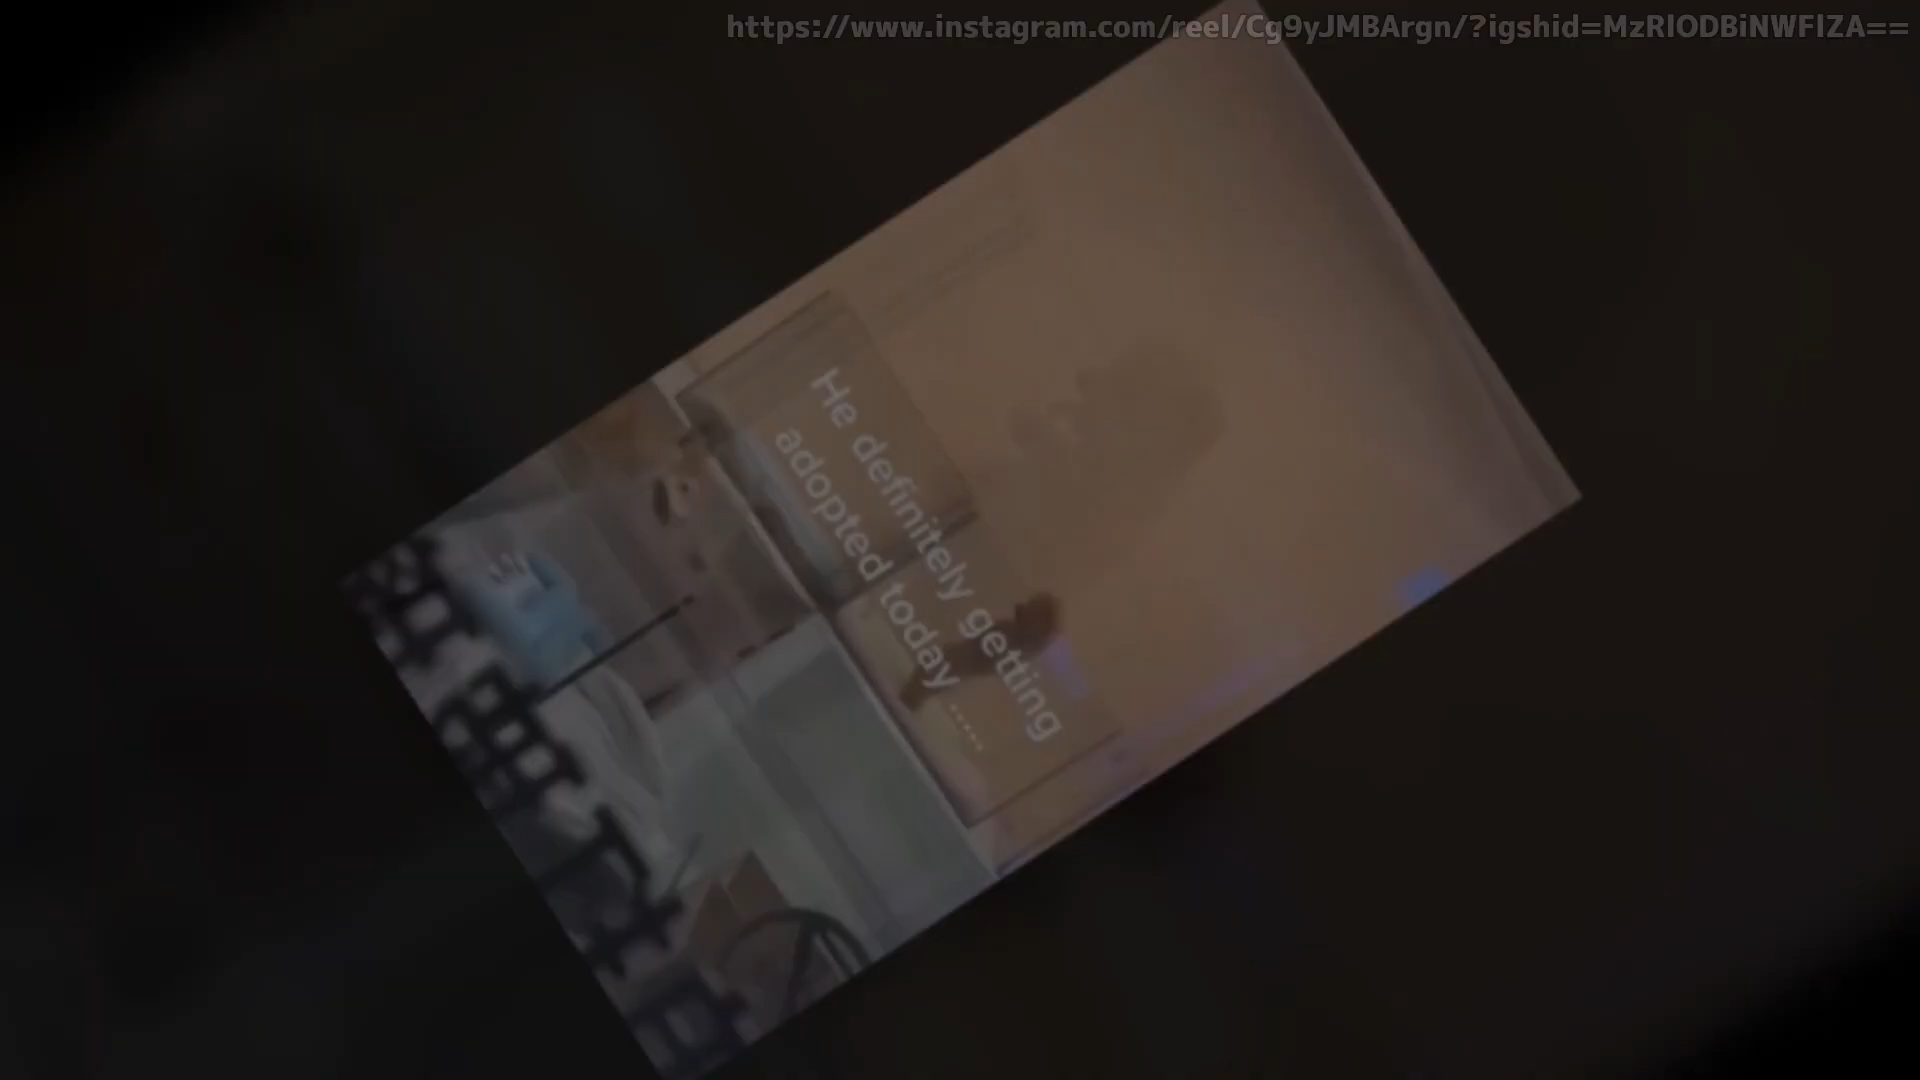 https://www.instagram.com/reel/Cg9yJMBArgn/?igshid=MzRlODBiNWFlZA==
He definitely getting
adopted today .....